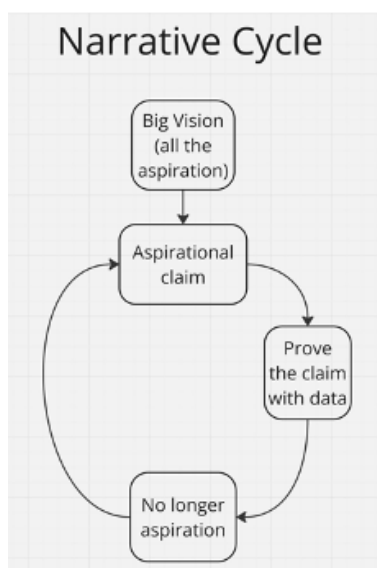 Narrative Cycle
Big Vision
(all the
aspiration)
Aspirational
claim
Prove
the claim
with data
No longer
aspiration